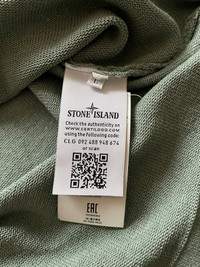 L
STONE ISLAND
Check the authenticity on
WWW.CERTILOGO.COM
using the following code:
CLG 092 488 948 674
or scan
EAC